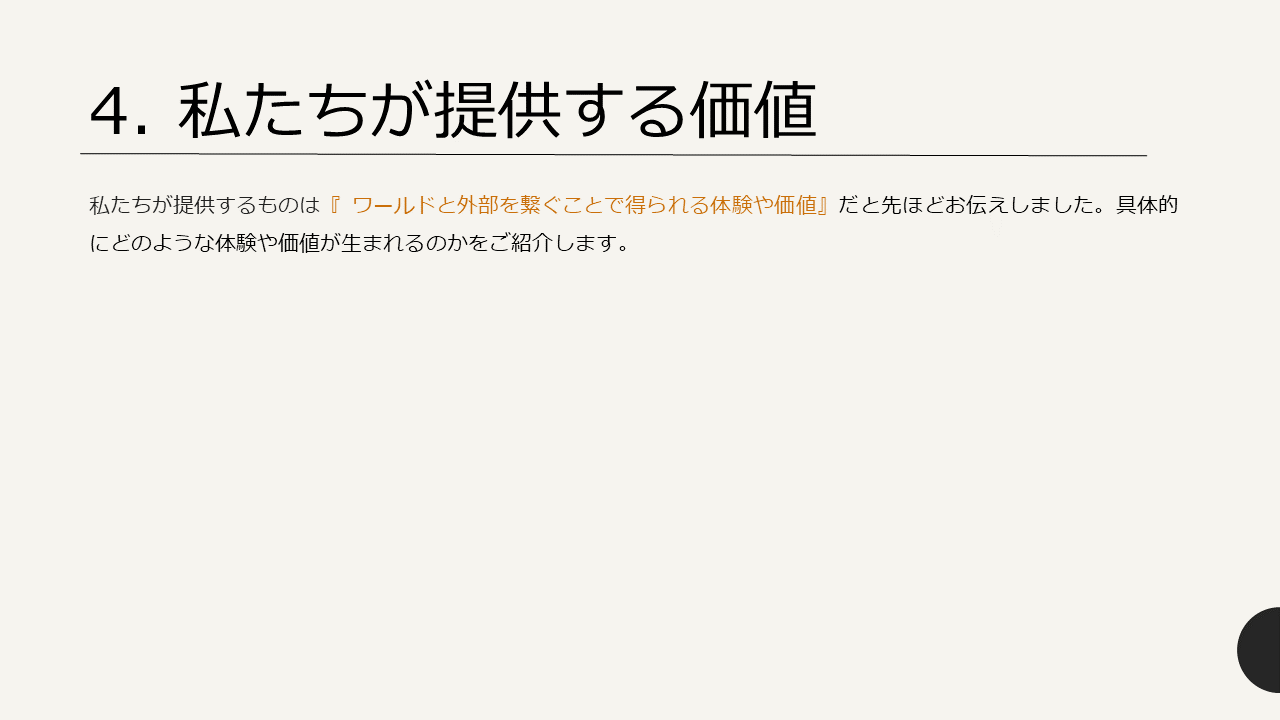 4. 私たちが提供する価値
私たちが提供するものは『 ワールドと外部を繋ぐことで得られる体験や価値』だと先ほどお伝えしました。具体的
にどのような体験や価値が生まれるのかをご紹介します。